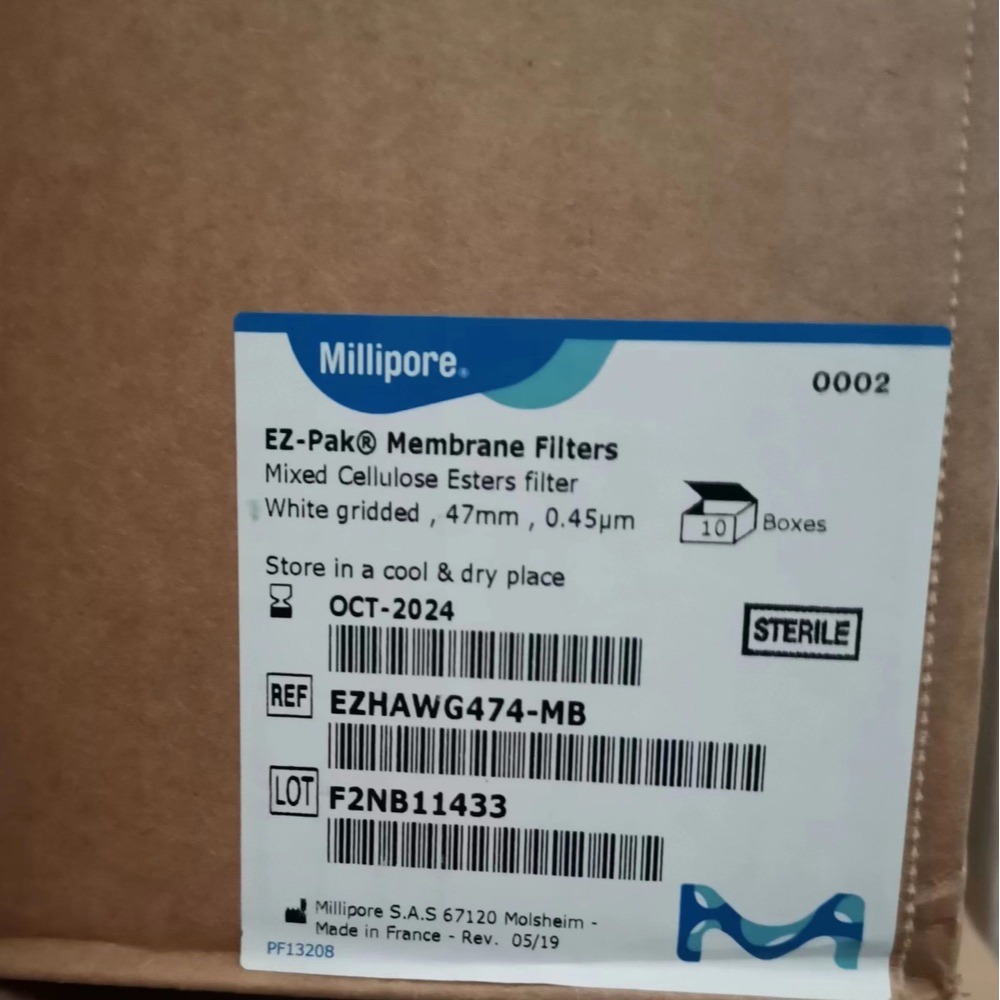 Millipore®
0002
EZ-Pak® Membrane Filters
Mixed Cellulose Esters filter
White gridded , 47mm , 0.45µm
10 Boxes
Store in a cool & dry place
OCT-2024
STERILE
REF EZHAWG474-MB
LOT F2NB11433
Millipore S.A.S 67120 Molsheim -
Made in France - Rev. 05/19
PF13208
M